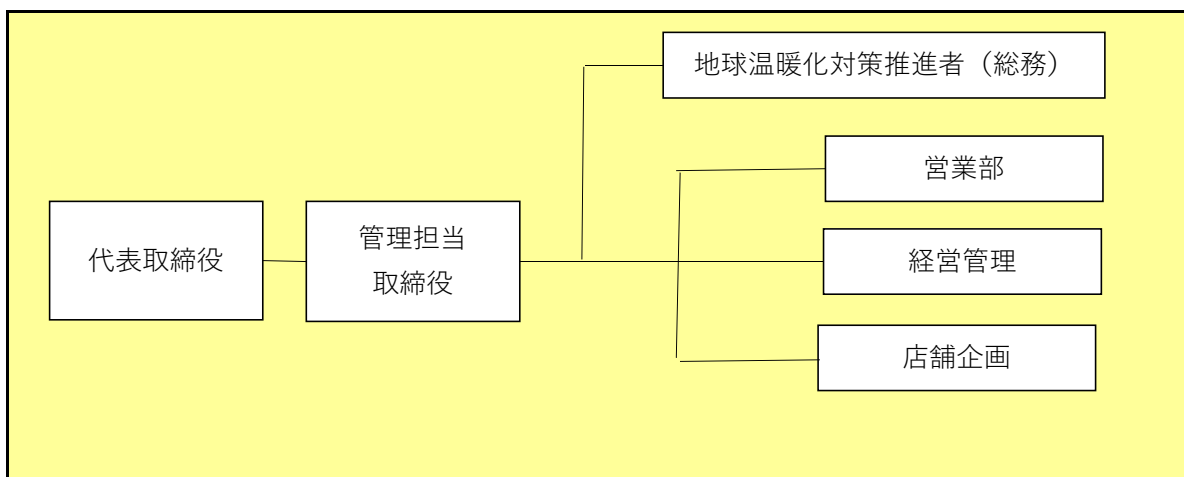 地球温暖化対策推進者（総務）
営業部
代表取締役
管理担当
取締役
経営管理
店舗企画